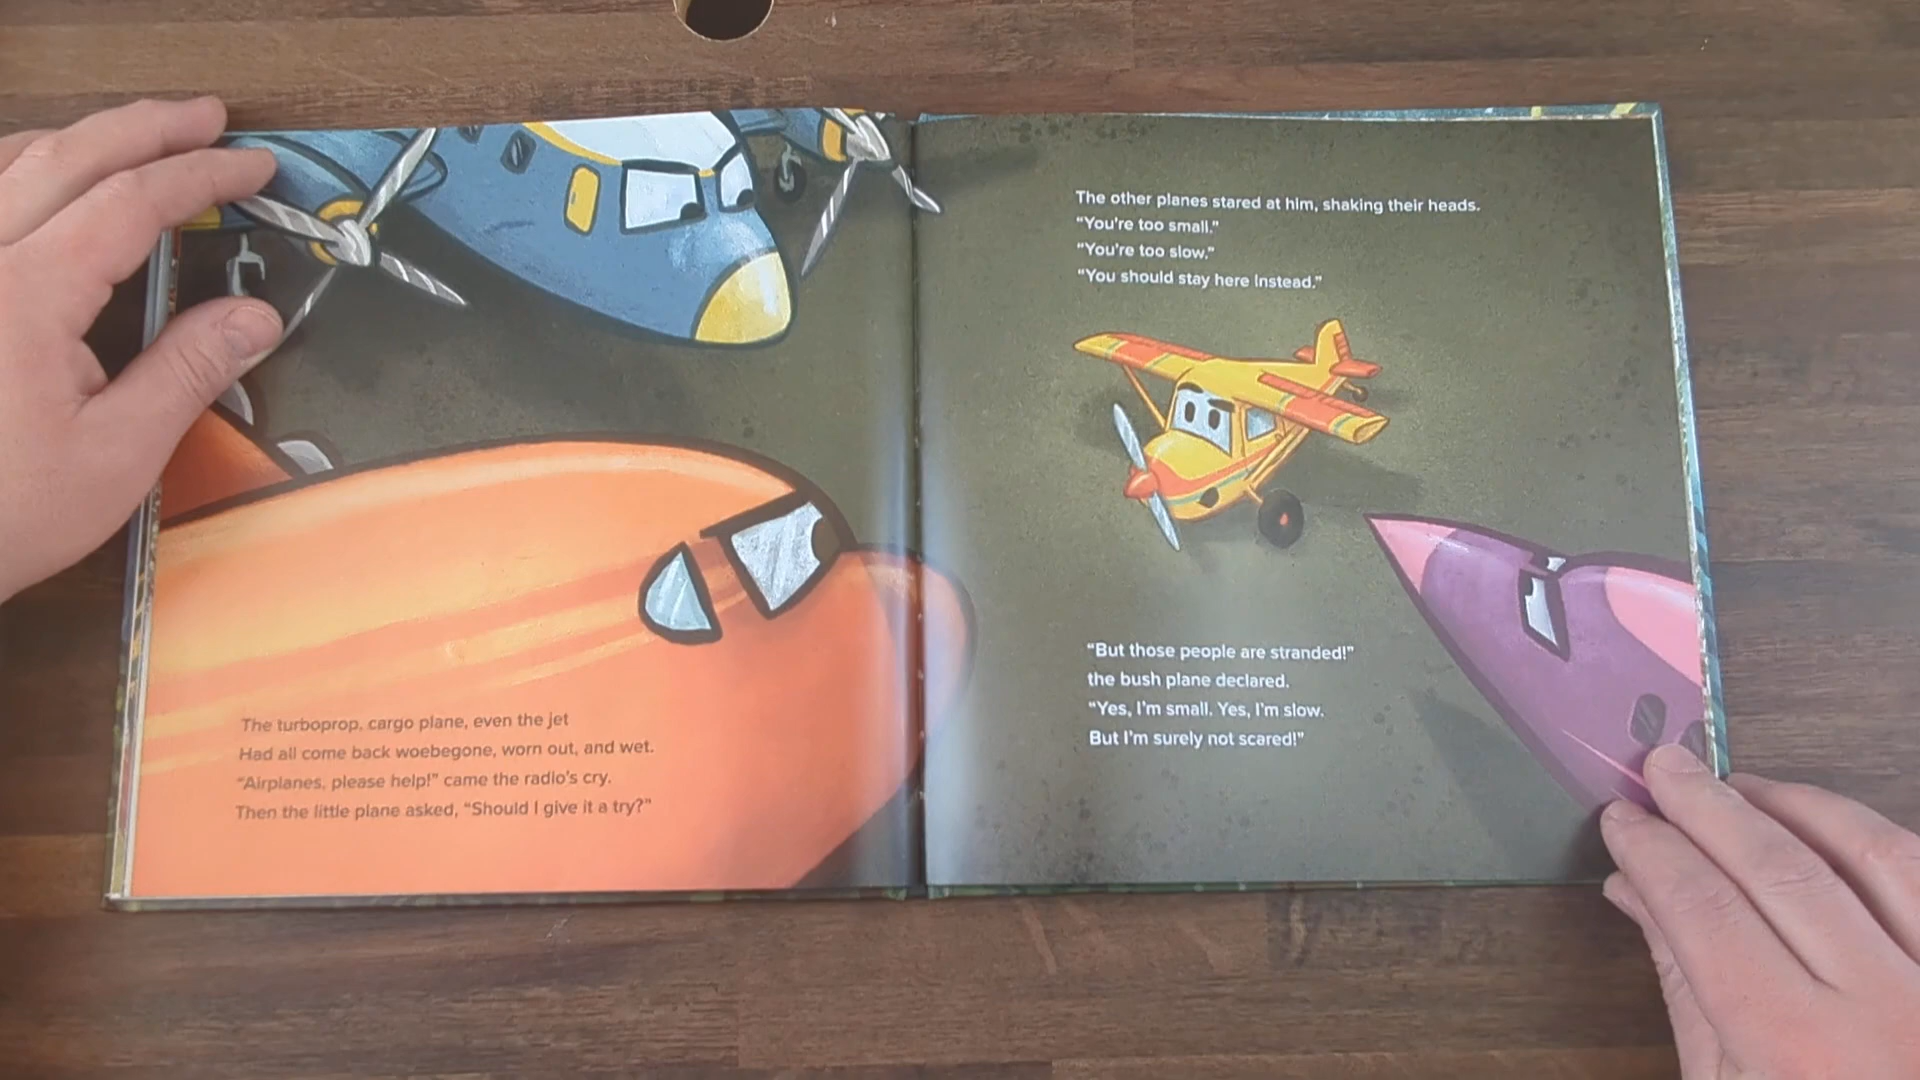 The turboprop, cargo plane, even the jet
Had all come back woebegone, worn out, and wet.
“Airplanes, please help!” came the radio’s cry.
Then the little plane asked, “Should I give it a try?”
The other planes stared at him, shaking their heads.
“You’re too small.”
“You’re too slow.”
“You should stay here instead.”
“But those people are stranded!”
the bush plane declared.
“Yes, I’m small. Yes, I’m slow.
But I’m surely not scared!”